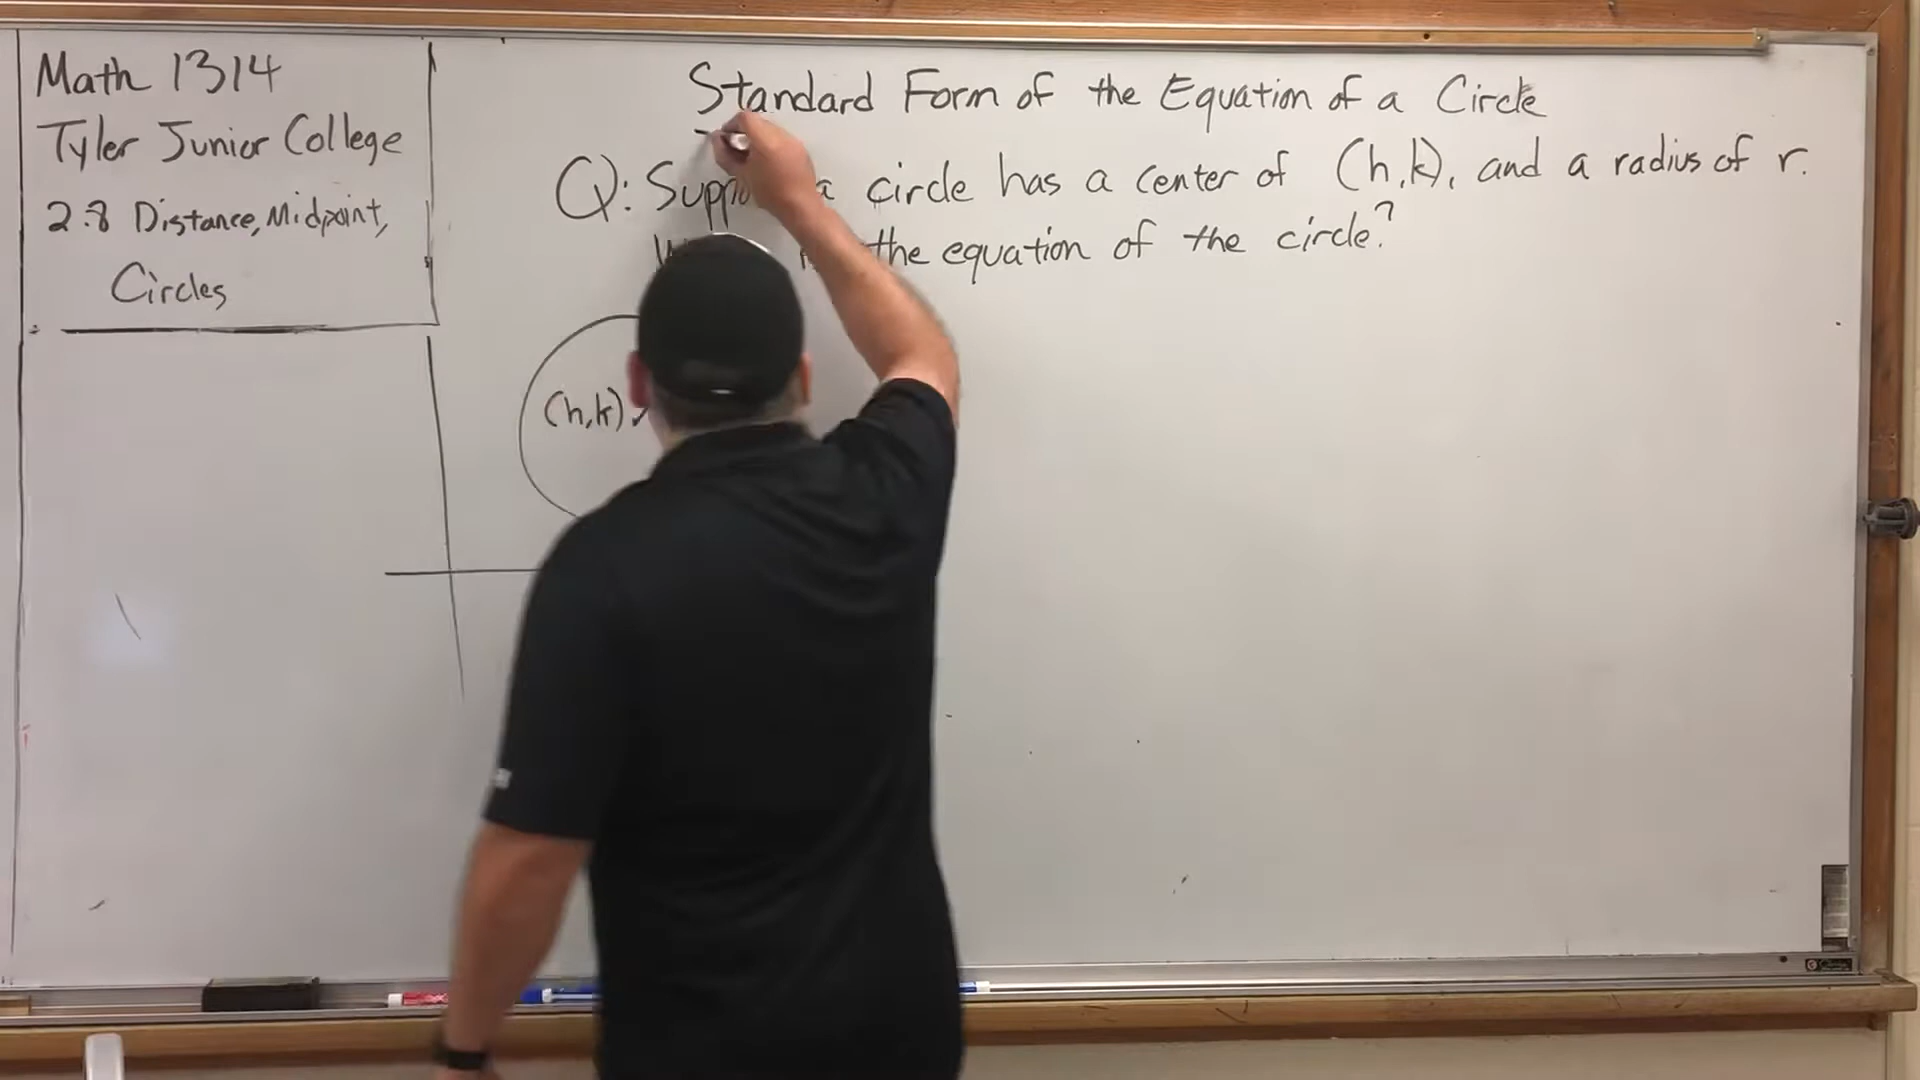 Math 1314
Tyler Junior College
2.8 Distance, Midpoint,
Circles
Standard Form of the Equation of a Circle
Q: a circle has a center of (h,k), and a radius of r.
the equation of the circle?
(h,k)